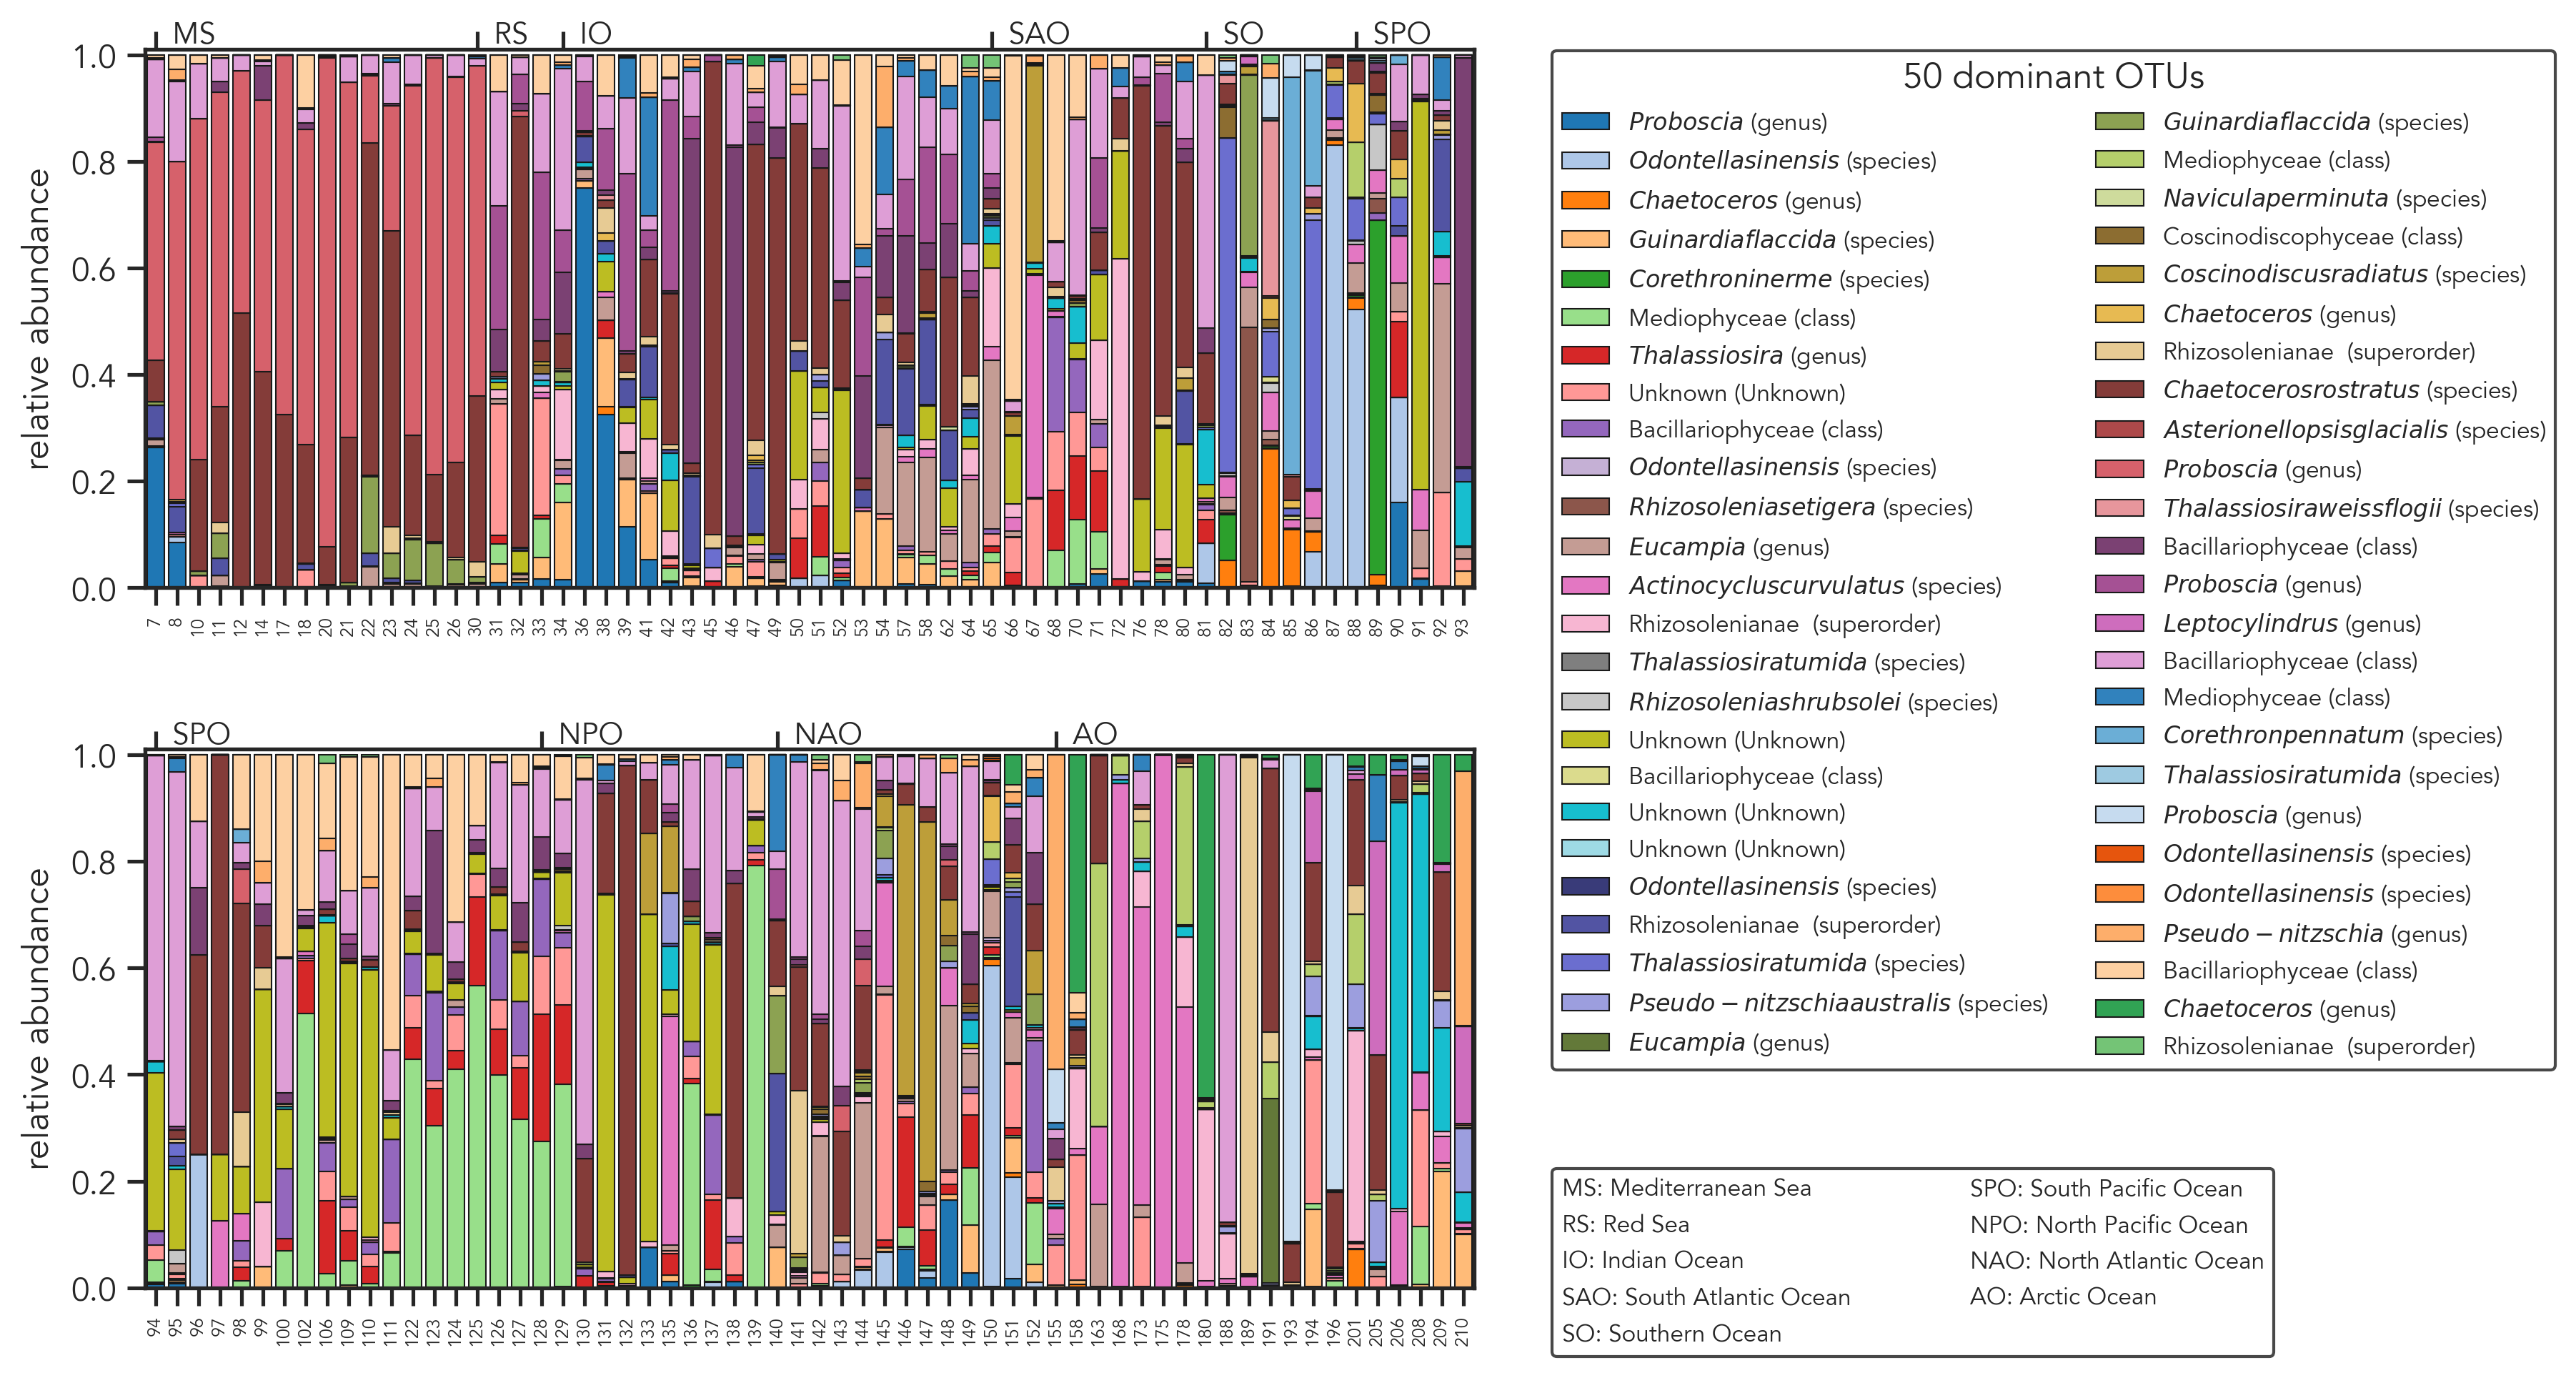 MS RS IO SAO SO SPO
1.0
0.8
0.6
0.4
0.2
0.0
relative abundance
7 8 10 11 12 14 17 18 20 21 22 23 24 25 26 30 31 32 33 34 36 38 39 41 42 43 45 46 47 49 50 51 52 53 54 57 58 62 64 65 66 67 68 70 71 72 76 78 80 81 82 83 84 85 86 87 88 89 90 91 92 93
SPO NPO NAO AO
1.0
0.8
0.6
0.4
0.2
0.0
relative abundance
94 95 96 97 98 99 100 102 106 109 110 111 122 123 124 125 126 127 128 129 130 131 132 133 135 136 137 138 139 140 141 142 143 144 145 146 147 148 149 150 151 152 155 158 163 168 173 175 178 180 188 189 191 193 194 196 201 205 206 208 209 210
50 dominant OTUs
Proboscia (genus)
Odontellasinensis (species)
Chaetoceros (genus)
Guinardiaflaccida (species)
Corethroninerme (species)
Mediophyceae (class)
Thalassiosira (genus)
Unknown (Unknown)
Bacillariophyceae (class)
Odontellasinensis (species)
Rhizosoleniasetigera (species)
Eucampia (genus)
Actinocycluscurvulatus (species)
Rhizosolenianae (superorder)
Thalassiosiratumida (species)
Rhizosoleniashrubsolei (species)
Unknown (Unknown)
Bacillariophyceae (class)
Unknown (Unknown)
Unknown (Unknown)
Odontellasinensis (species)
Rhizosolenianae (superorder)
Thalassiosiratumida (species)
Pseudo − nitzschiaaustralis (species)
Eucampia (genus)
Guinardiaflaccida (species)
Mediophyceae (class)
Naviculaperminuta (species)
Coscinodiscophyceae (class)
Coscinodiscusradiatus (species)
Chaetoceros (genus)
Rhizosolenianae (superorder)
Chaetocerosrostratus (species)
Asterionellopsisglacialis (species)
Proboscia (genus)
Thalassiosiraweissflogii (species)
Bacillariophyceae (class)
Proboscia (genus)
Leptocylindrus (genus)
Bacillariophyceae (class)
Mediophyceae (class)
Corethronpennatum (species)
Thalassiosiratumida (species)
Proboscia (genus)
Odontellasinensis (species)
Odontellasinensis (species)
Pseudo − nitzschia (genus)
Bacillariophyceae (class)
Chaetoceros (genus)
Rhizosolenianae (superorder)
MS: Mediterranean Sea
RS: Red Sea
IO: Indian Ocean
SAO: South Atlantic Ocean
SO: Southern Ocean
SPO: South Pacific Ocean
NPO: North Pacific Ocean
NAO: North Atlantic Ocean
AO: Arctic Ocean